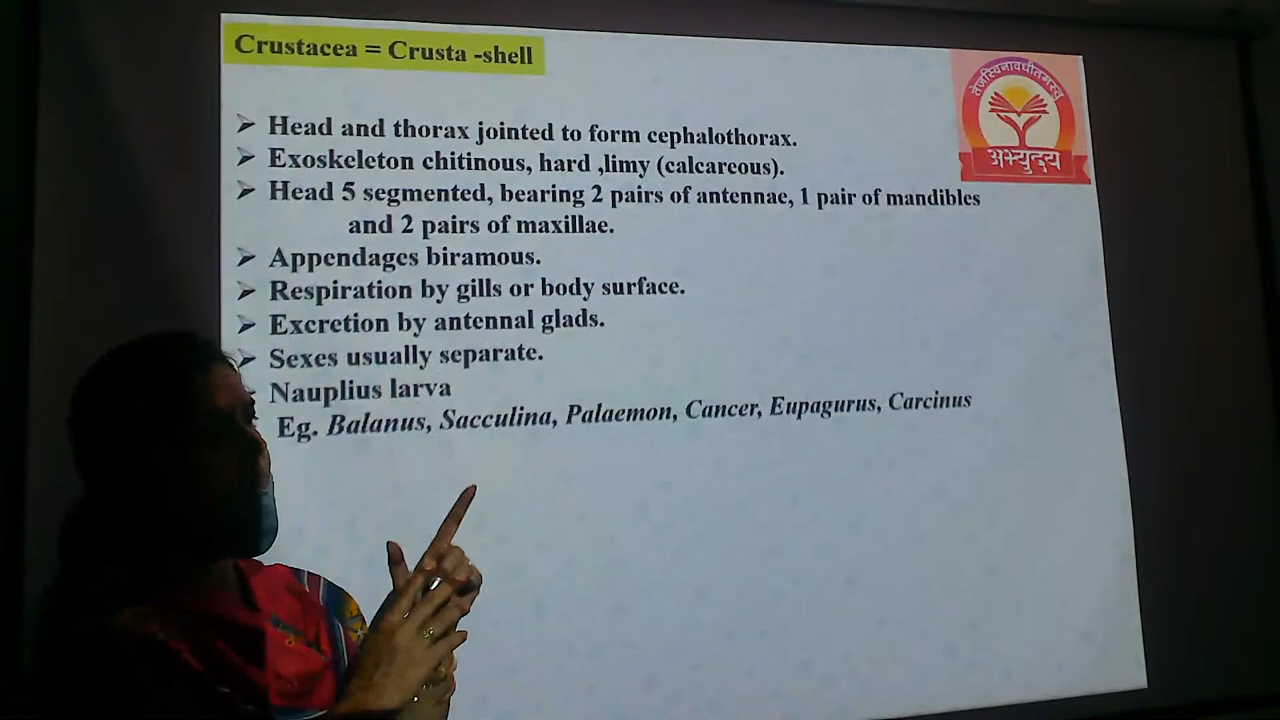 Crustacea = Crusta -shell
तेजस्विनावधीतमस्तु
अभ्युदय
➢ Head and thorax jointed to form cephalothorax.
➢ Exoskeleton chitinous, hard ,limy (calcareous).
➢ Head 5 segmented, bearing 2 pairs of antennae, 1 pair of mandibles
and 2 pairs of maxillae.
➢ Appendages biramous.
➢ Respiration by gills or body surface.
➢ Excretion by antennal glads.
➢ Sexes usually separate.
➢ Nauplius larva
Eg. Balanus, Sacculina, Palaemon, Cancer, Eupagurus, Carcinus